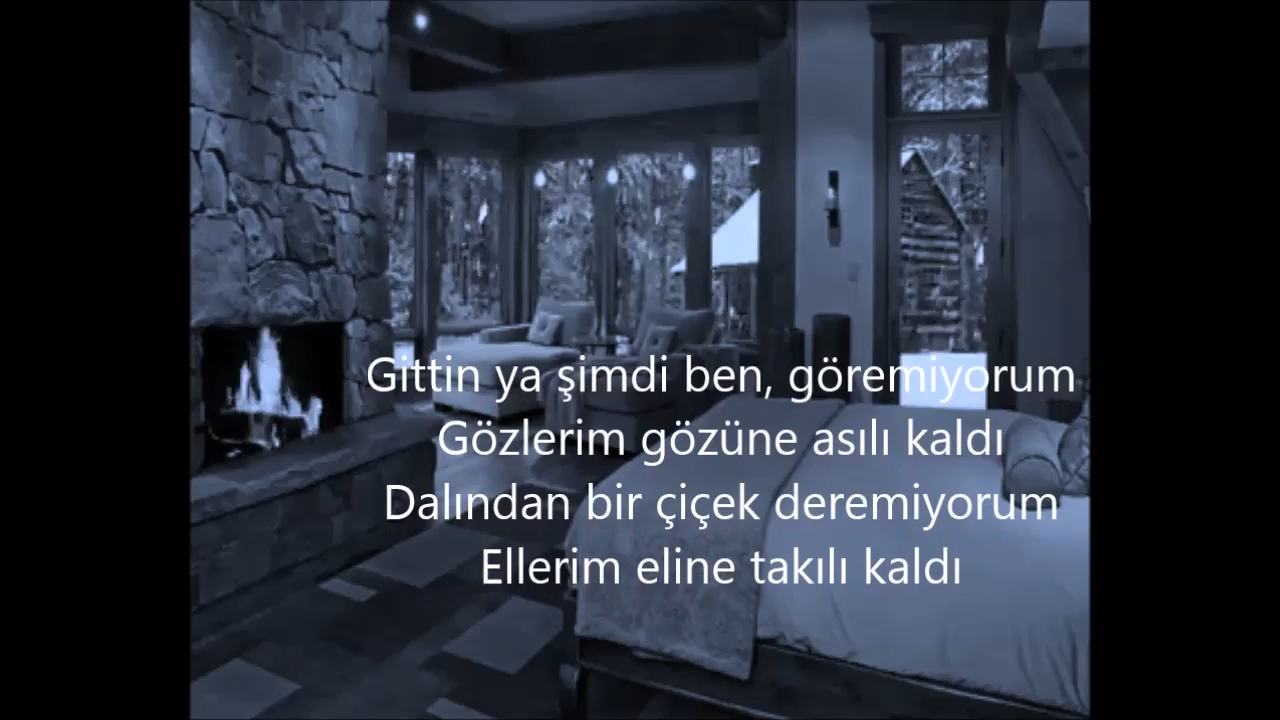 Gittin ya şimdi ben, göremiyorum
Gözlerim gözüne asılı kaldı
Dalından bir çiçek deremiyorum
Ellerim eline takılı kaldı